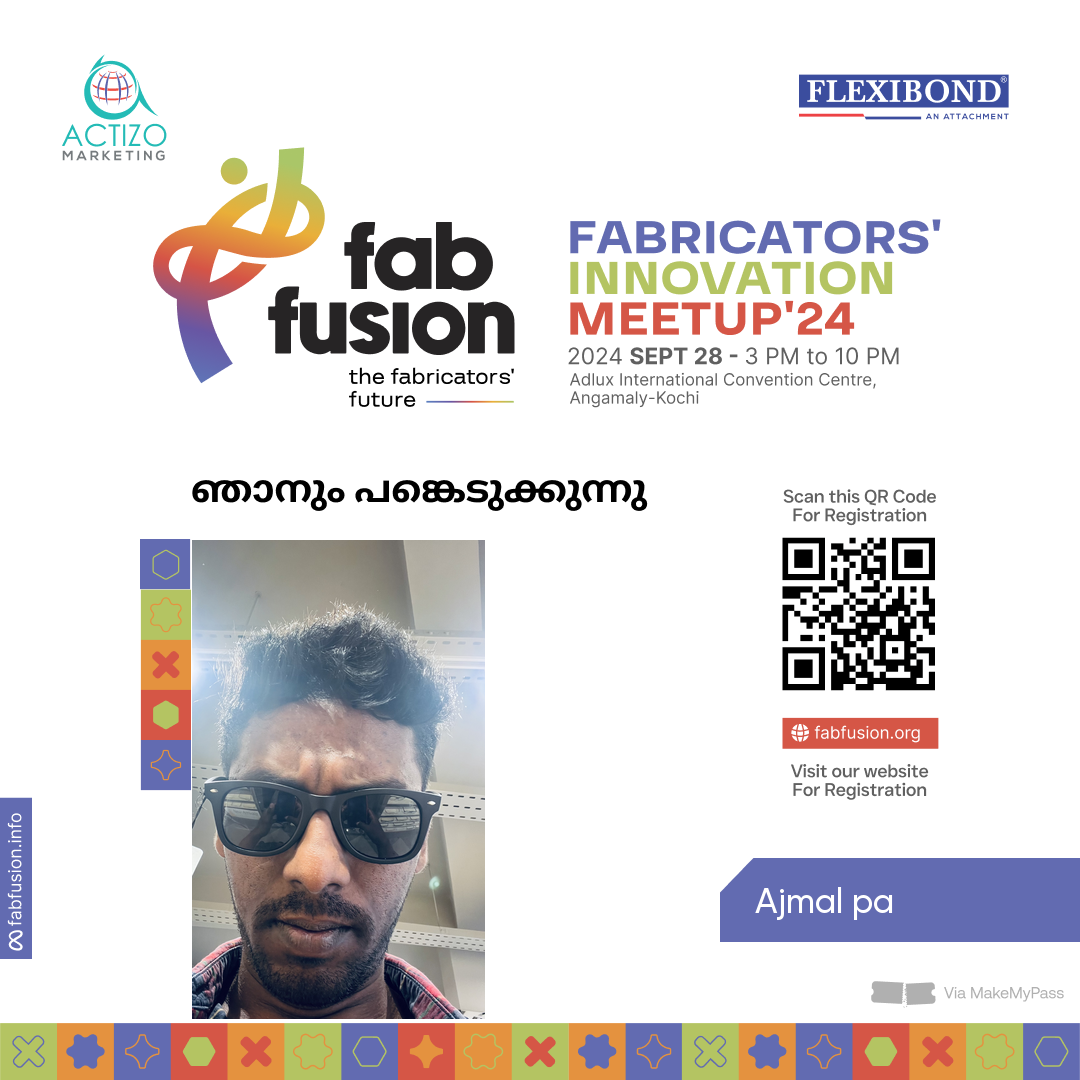 ACTIZO
MARKETING
FLEXIBOND®
AN ATTACHMENT
fab
fusion
the fabricators'
future
FABRICATORS'
INNOVATION
MEETUP'24
2024 SEPT 28 - 3 PM to 10 PM
Adlux International Convention Centre,
Angamaly-Kochi
ഞാനും പങ്കെടുക്കുന്നു
Scan this QR Code
For Registration
fabfusion.org
Visit our website
For Registration
fabfusion.info
Ajmal pa
Via MakeMyPass